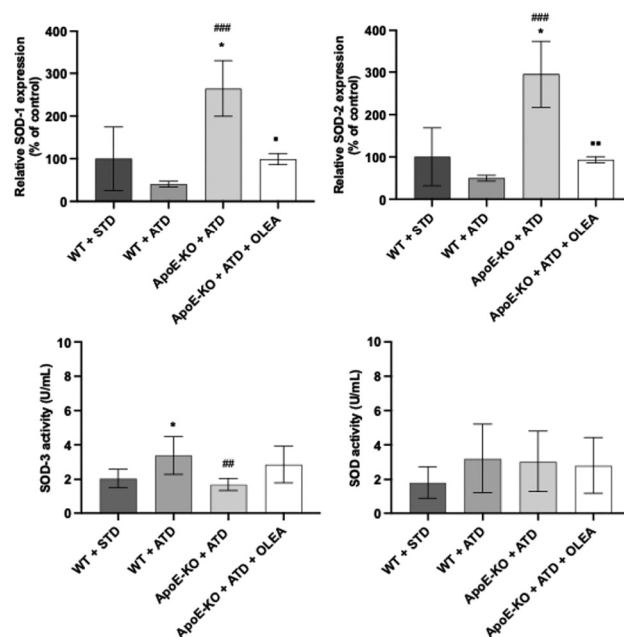 Relative SOD-1 expression
(% of control)
400
300
200
100
0
###
*
▪
WT + STD
WT + ATD
ApoE-KO + ATD
ApoE-KO + ATD + OLEA
Relative SOD-2 expression
(% of control)
400
300
200
100
0
###
*
▪▪
WT + STD
WT + ATD
ApoE-KO + ATD
ApoE-KO + ATD + OLEA
SOD-3 activity (U/mL)
10
8
6
4
2
0
*
##
WT + STD
WT + ATD
ApoE-KO + ATD
ApoE-KO + ATD + OLEA
SOD activity (U/mL)
10
8
6
4
2
0
WT + STD
WT + ATD
ApoE-KO + ATD
ApoE-KO + ATD + OLEA